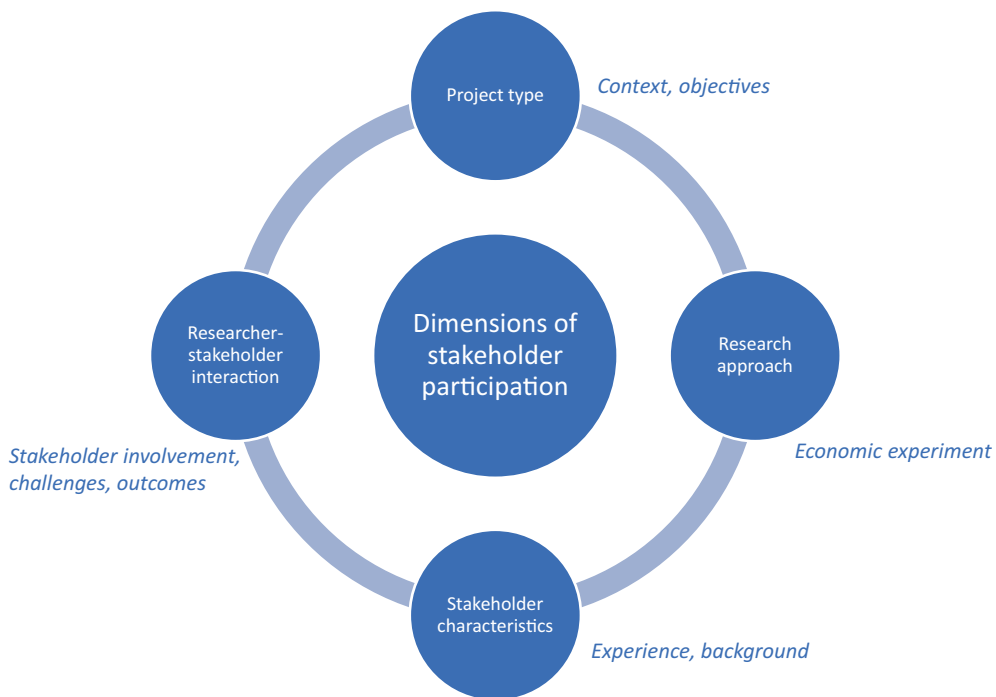 Project type
Context, objectives
Researcher-
stakeholder
interaction
Dimensions of
stakeholder
participation
Research
approach
Stakeholder involvement,
challenges, outcomes
Economic experiment
Stakeholder
characteristics
Experience, background